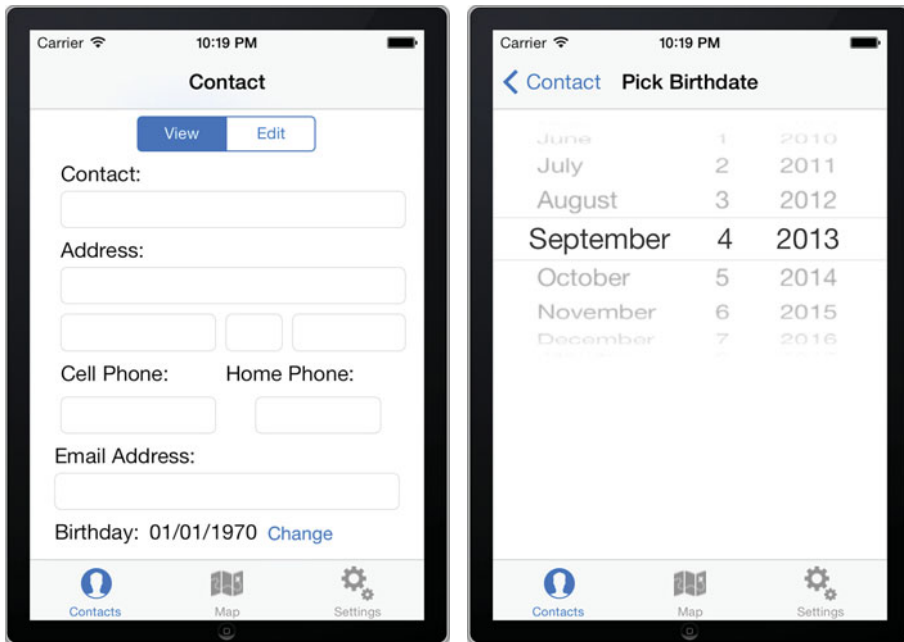 Carrier 10:19 PM
Contact
View Edit
Contact:
Address:
Cell Phone: Home Phone:
Email Address:
Birthday: 01/01/1970 Change
Contacts Map Settings
Carrier 10:19 PM
Contact Pick Birthdate
June 1 2010
July 2 2011
August 3 2012
September 4 2013
October 5 2014
November 6 2015
December 7 2016
Contacts Map Settings